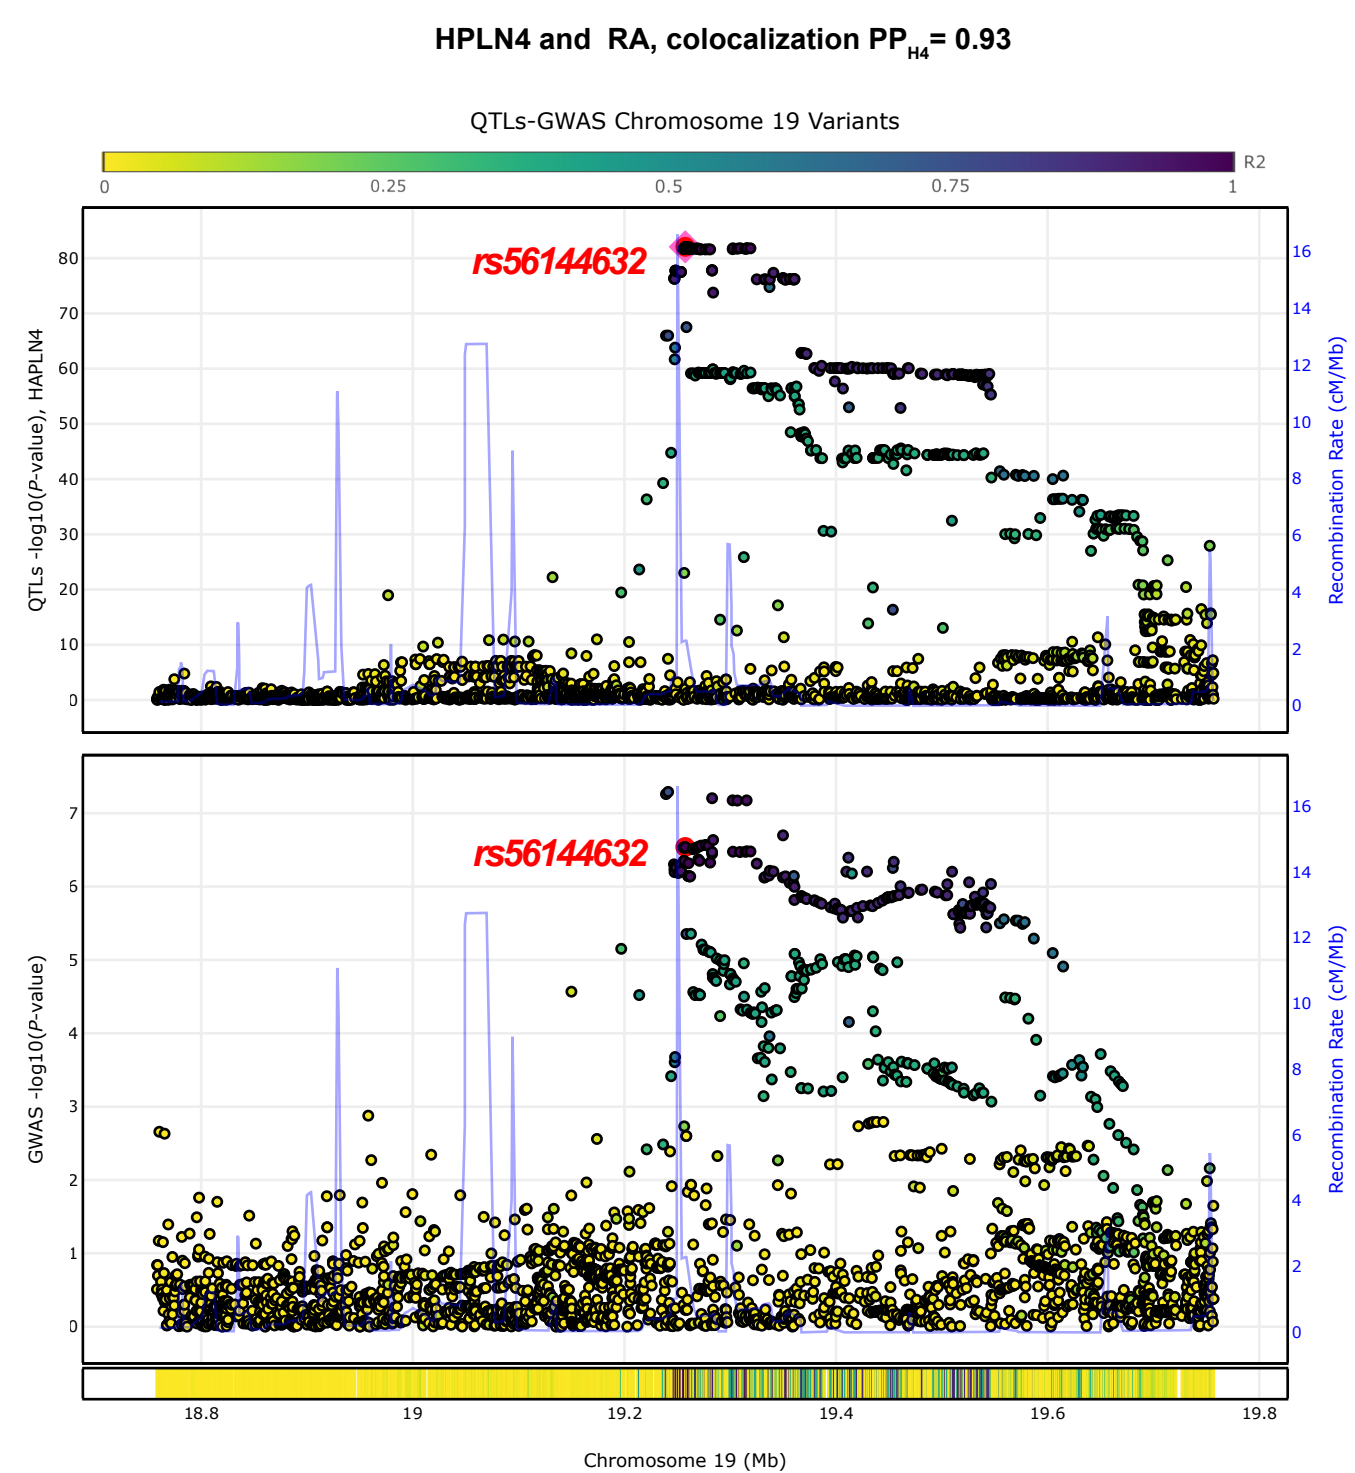 HPLN4 and RA, colocalization PP_H4= 0.93
QTLs-GWAS Chromosome 19 Variants
R2
0 0.25 0.5 0.75 1
rs56144632
QTLs -log10(P-value), HAPLN4
80
70
60
50
40
30
20
10
0
16
14
12
10
8
6
4
2
0
Recombination Rate (cM/Mb)
rs56144632
GWAS -log10(P-value)
7
6
5
4
3
2
1
0
16
14
12
10
8
6
4
2
0
Recombination Rate (cM/Mb)
18.8 19 19.2 19.4 19.6 19.8
Chromosome 19 (Mb)